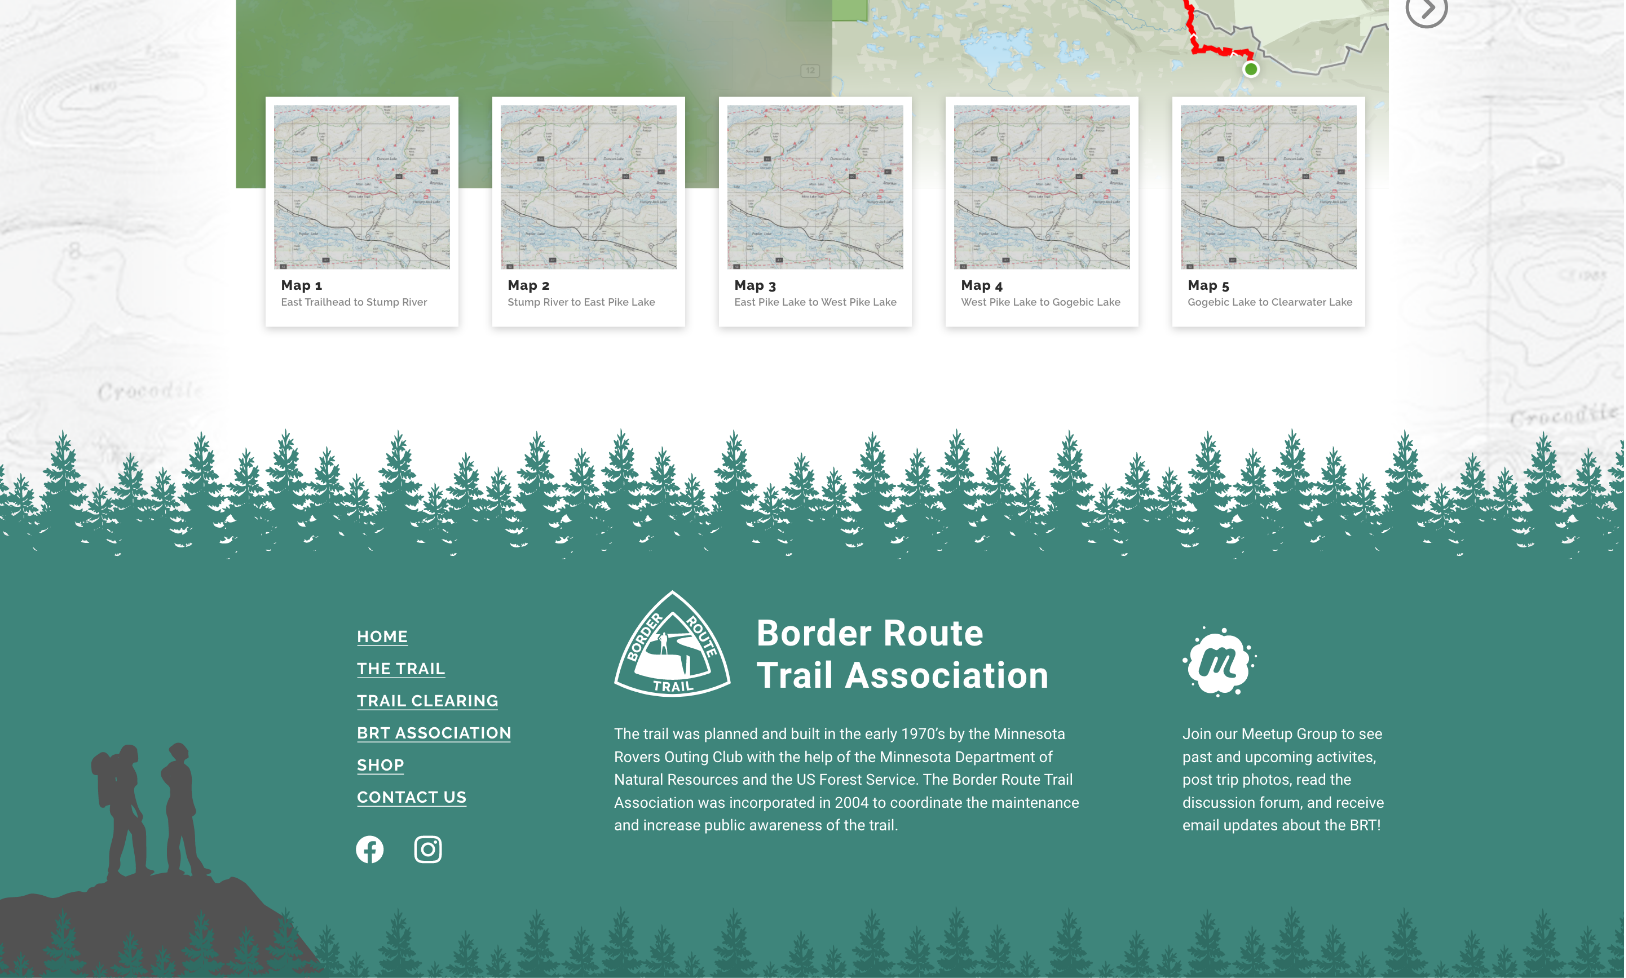 12
1800
8
Crocodile
Crocodile
Map 1
East Trailhead to Stump River
Map 2
Stump River to East Pike Lake
Map 3
East Pike Lake to West Pike Lake
Map 4
West Pike Lake to Gogebic Lake
Map 5
Gogebic Lake to Clearwater Lake
HOME
THE TRAIL
TRAIL CLEARING
BRT ASSOCIATION
SHOP
CONTACT US
BORDER ROUTE
TRAIL
Border Route
Trail Association
The trail was planned and built in the early 1970’s by the Minnesota
Rovers Outing Club with the help of the Minnesota Department of
Natural Resources and the US Forest Service. The Border Route Trail
Association was incorporated in 2004 to coordinate the maintenance
and increase public awareness of the trail.
m
Join our Meetup Group to see
past and upcoming activites,
post trip photos, read the
discussion forum, and receive
email updates about the BRT!